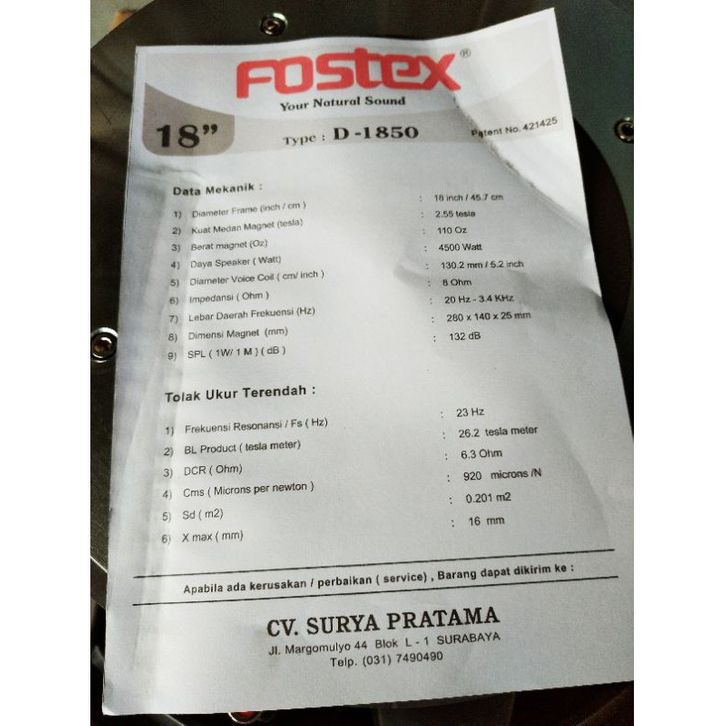 FOSTEX®
Your Natural Sound
18” Type : D -1850 Patent No. 421425
Data Mekanik :
1) Diameter Frame (inch / cm ) : 18 inch / 45.7 cm
2) Kuat Medan Magnet (tesla) : 2.55 tesla
3) Berat magnet (Oz) : 110 Oz
4) Daya Speaker ( Watt) : 4500 Watt
5) Diameter Voice Coil ( cm/ inch ) : 130.2 mm / 5.2 inch
6) Impedansi ( Ohm ) : 8 Ohm
7) Lebar Daerah Frekuensi (Hz) : 20 Hz - 3.4 KHz
8) Dimensi Magnet (mm) : 280 x 140 x 25 mm
9) SPL ( 1W/ 1 M ) ( dB ) : 132 dB
Tolak Ukur Terendah :
1) Frekuensi Resonansi / Fs ( Hz) : 23 Hz
2) BL Product ( tesla meter) : 26.2 tesla meter
3) DCR ( Ohm) : 6.3 Ohm
4) Cms ( Microns per newton ) : 920 microns /N
5) Sd ( m2) : 0.201 m2
6) X max ( mm) : 16 mm
Apabila ada kerusakan / perbaikan ( service) , Barang dapat dikirim ke :
CV. SURYA PRATAMA
Jl. Margomulyo 44 Blok L - 1 SURABAYA
Telp. (031) 7490490